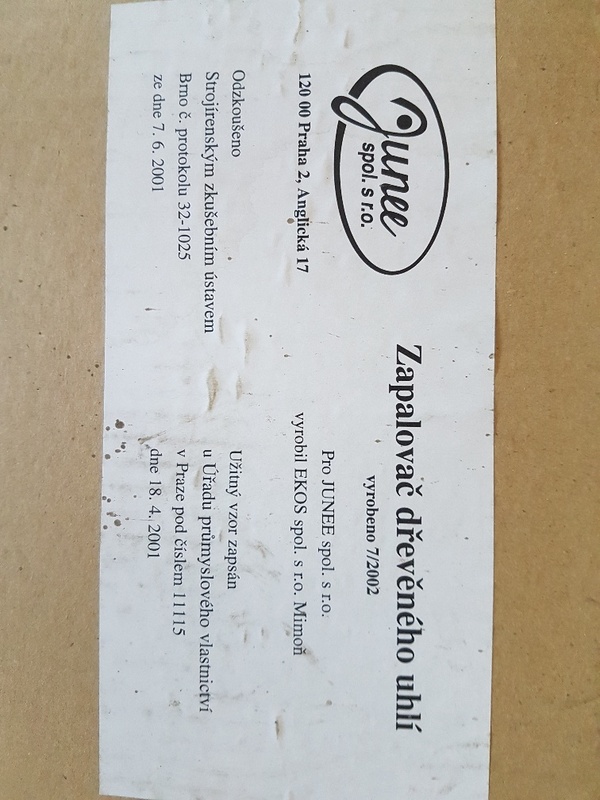 Junee
spol. s r.o.
120 00 Praha 2, Anglická 17
Zapalovač dřevěného uhlí
vyrobeno 7/2002
Pro JUNEE spol. s r.o.
vyrobil EKOS spol. s r.o. Mimoň
Odzkoušeno
Strojírenským zkušebním ústavem
Brno č. protokolu 32-1025
ze dne 7. 6. 2001
Užitný vzor zapsán
u Úřadu průmyslového vlastnictví
v Praze pod číslem 11115
dne 18. 4. 2001